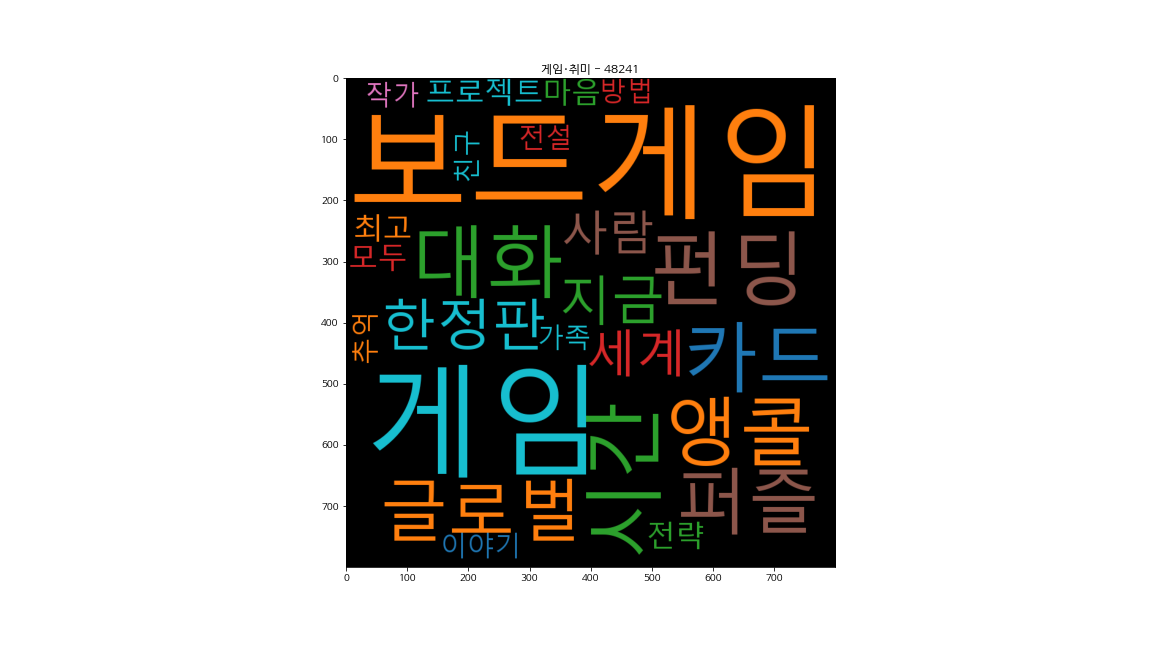 게임·취미 - 48241
작가 프로젝트 마음 방법
보드게임
친구
전설
최고
모두
대화
사람
펀딩
지금
한정판
추억
가족
세계
카드
게임
시간
앵콜
글로벌
퍼즐
이야기
전략
0
100
200
300
400
500
600
700
0 100 200 300 400 500 600 700